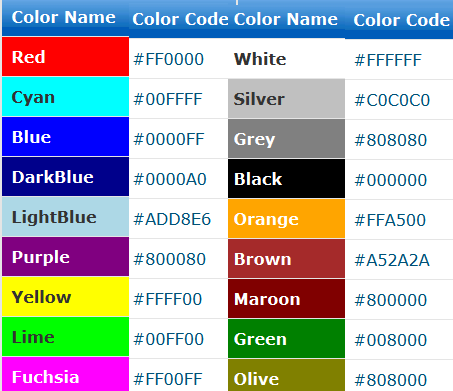 Color Name Color Code Color Name Color Code
Red #FF0000 White #FFFFFF
Cyan #00FFFF Silver #C0C0C0
Blue #0000FF Grey #808080
DarkBlue #0000A0 Black #000000
LightBlue #ADD8E6 Orange #FFA500
Purple #800080 Brown #A52A2A
Yellow #FFFF00 Maroon #800000
Lime #00FF00 Green #008000
Fuchsia #FF00FF Olive #808000